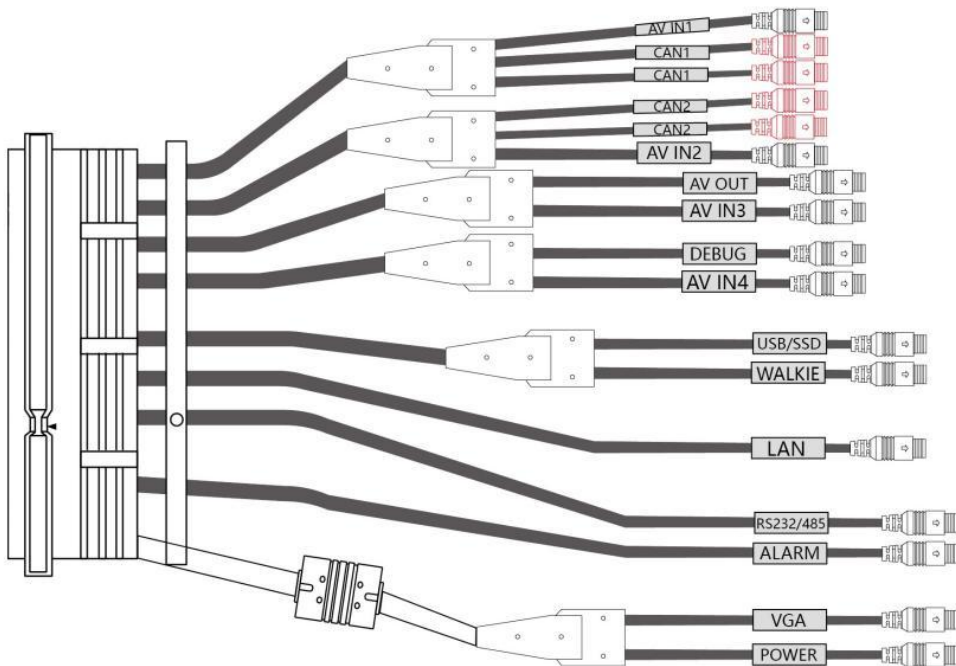 AV IN1
CAN1
CAN1
CAN2
CAN2
AV IN2
AV OUT
AV IN3
DEBUG
AV IN4
USB/SSD
WALKIE
LAN
RS232/485
ALARM
VGA
POWER